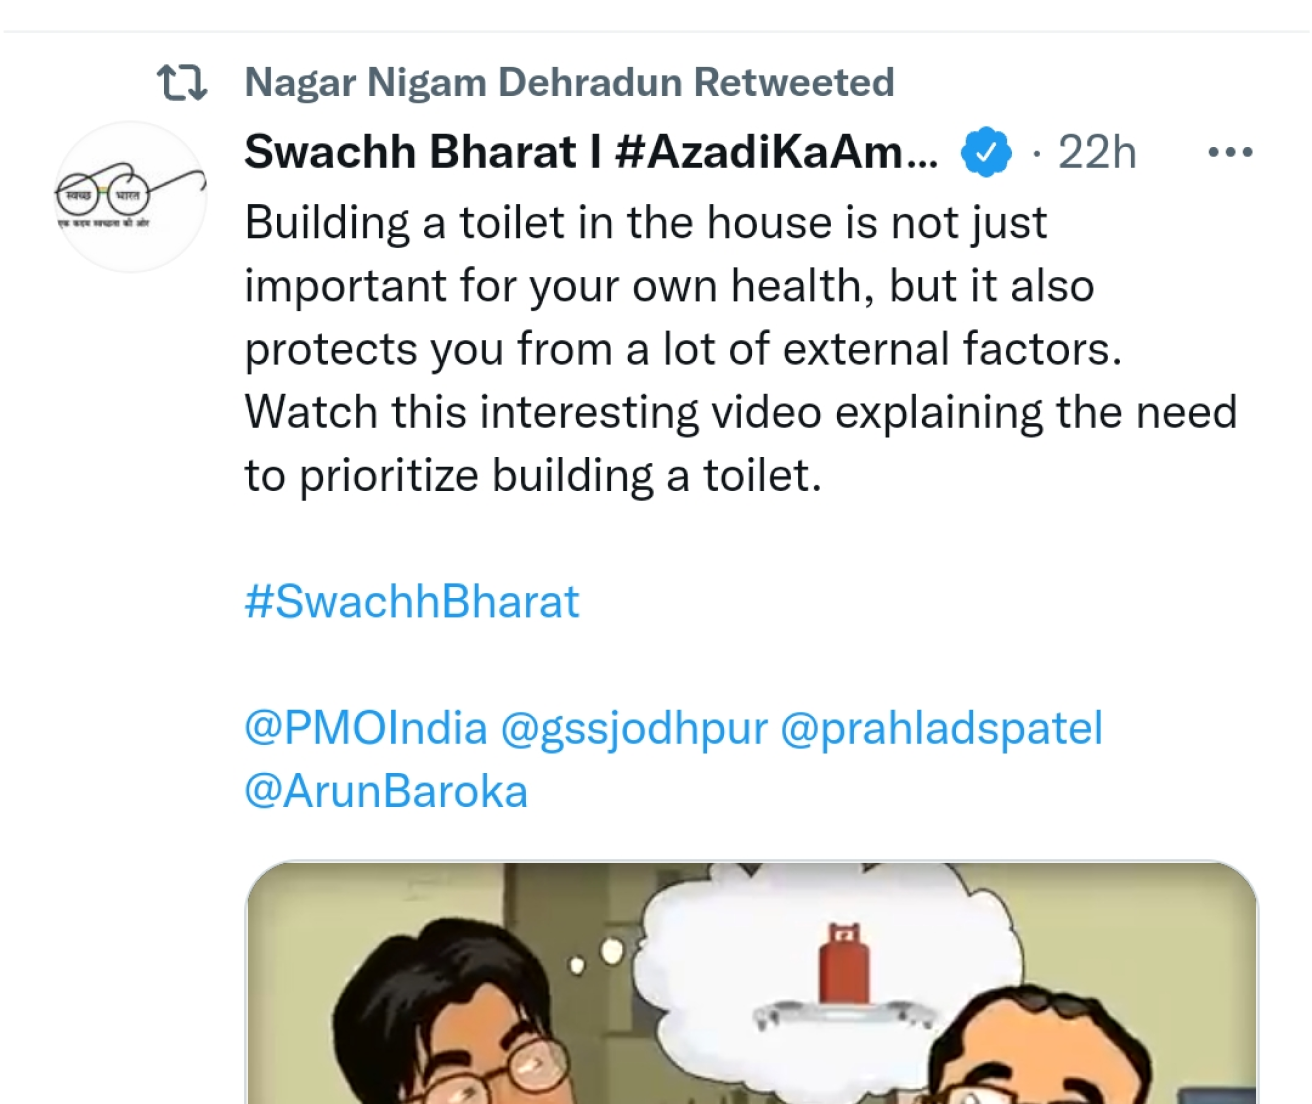 Nagar Nigam Dehradun Retweeted
Swachh Bharat I #AzadiKaAm... · 22h
स्वच्छ भारत
एक कदम स्वच्छता की ओर
Building a toilet in the house is not just
important for your own health, but it also
protects you from a lot of external factors.
Watch this interesting video explaining the need
to prioritize building a toilet.
#SwachhBharat
@PMOIndia @gssjodhpur @prahladspatel
@ArunBaroka